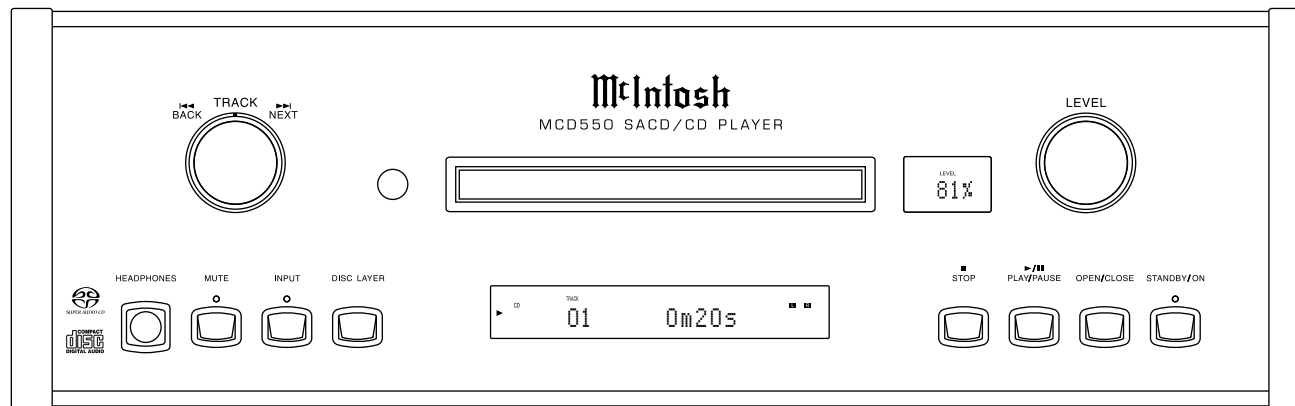 McIntosh
MCD550 SACD/CD PLAYER
TRACK
BACK NEXT
LEVEL
LEVEL
81%
HEADPHONES MUTE INPUT DISC LAYER
STOP PLAY/PAUSE OPEN/CLOSE STANDBY/ON
SUPER AUDIO CD
COMPACT
disc
DIGITAL AUDIO
CD TRACK L R
01 0m20s